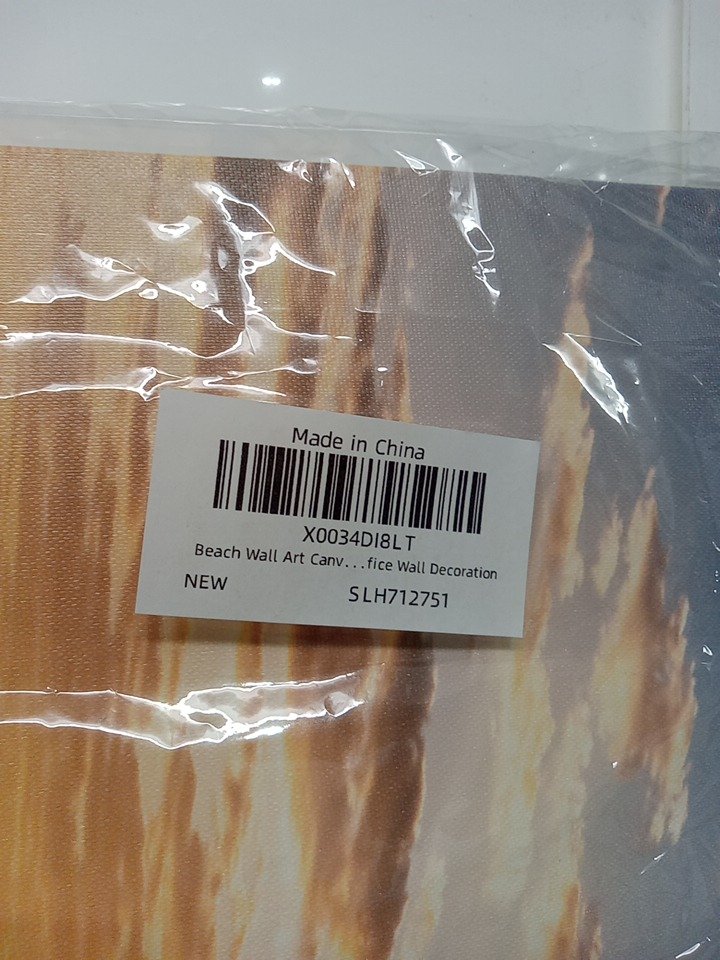 Made in China
X0034DI8LT
Beach Wall Art Canv...fice Wall Decoration
NEW SLH712751